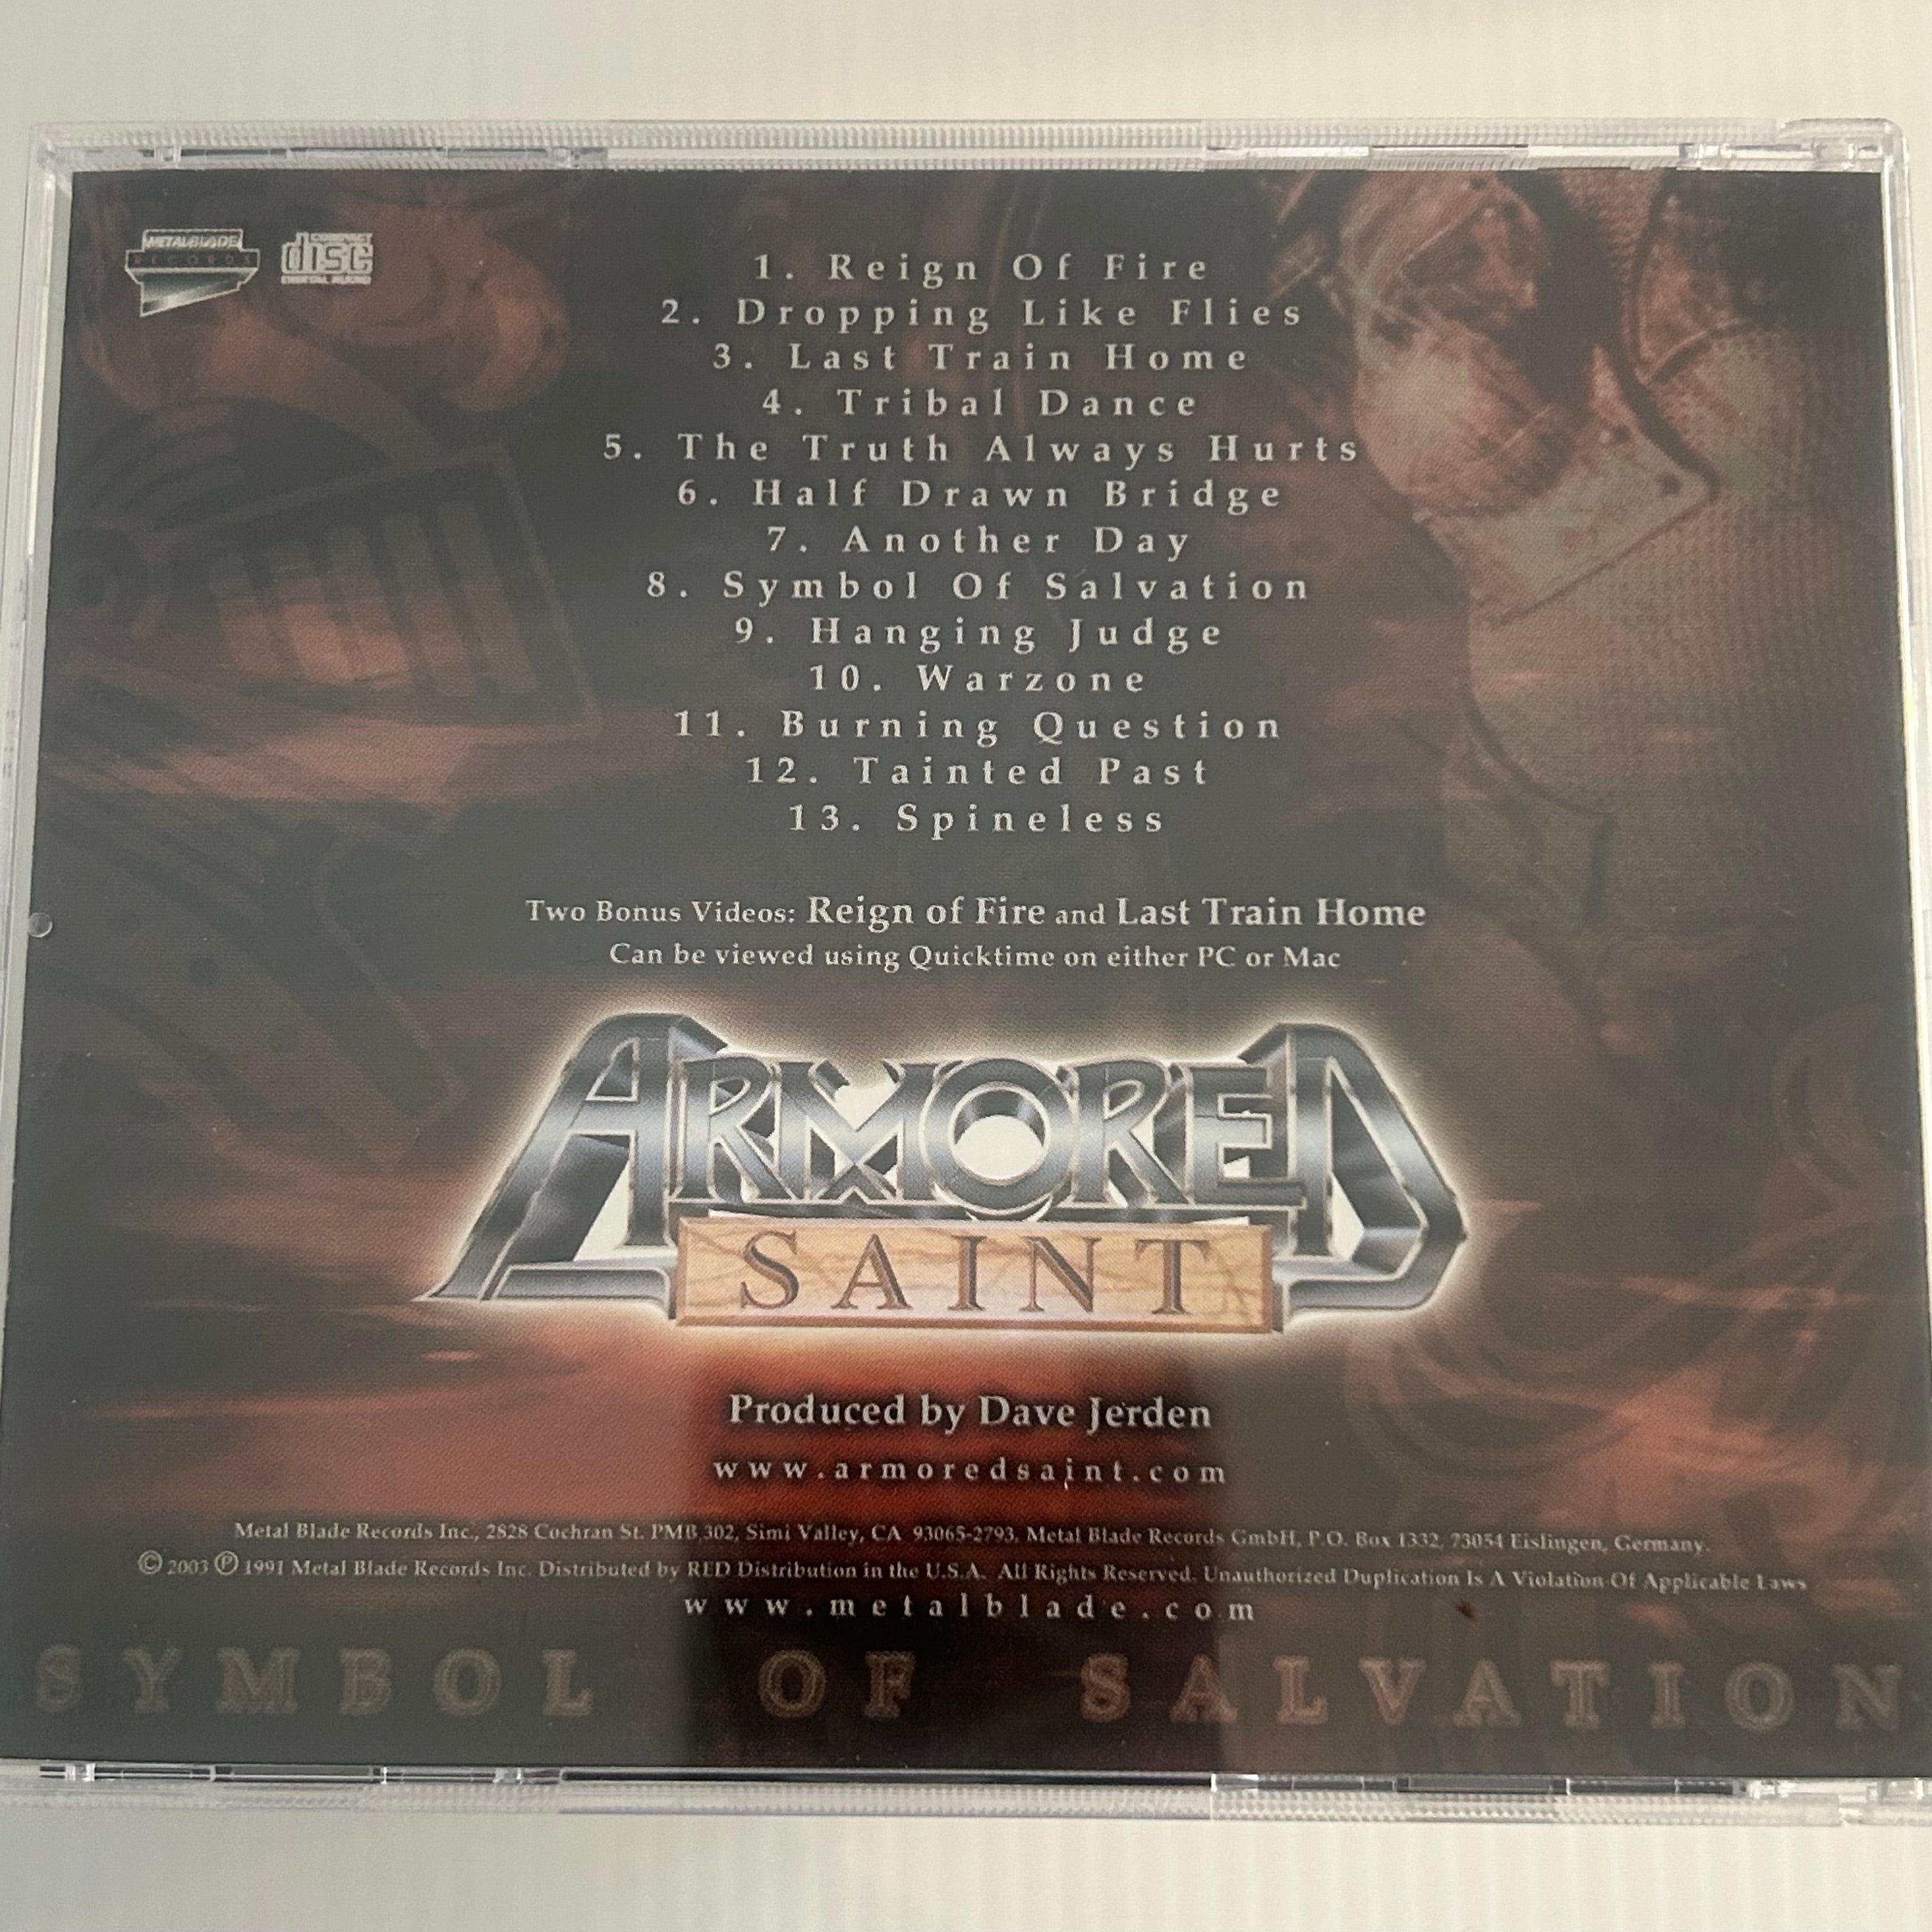 METALBLADE
RECORDS
COMPACT
disc
DIGITAL AUDIO
1. Reign Of Fire
2. Dropping Like Flies
3. Last Train Home
4. Tribal Dance
5. The Truth Always Hurts
6. Half Drawn Bridge
7. Another Day
8. Symbol Of Salvation
9. Hanging Judge
10. Warzone
11. Burning Question
12. Tainted Past
13. Spineless
Two Bonus Videos: Reign of Fire and Last Train Home
Can be viewed using Quicktime on either PC or Mac
ARMORED
SAINT
Produced by Dave Jerden
www.armoredsaint.com
Metal Blade Records Inc., 2828 Cochran St. PMB 302, Simi Valley, CA 93065-2793. Metal Blade Records GmbH, P.O. Box 1332, 73054 Eislingen, Germany.
© 2003 ℗ 1991 Metal Blade Records Inc. Distributed by RED Distribution in the U.S.A. All Rights Reserved. Unauthorized Duplication Is A Violation Of Applicable Laws
www.metalblade.com
SYMBOL OF SALVATION